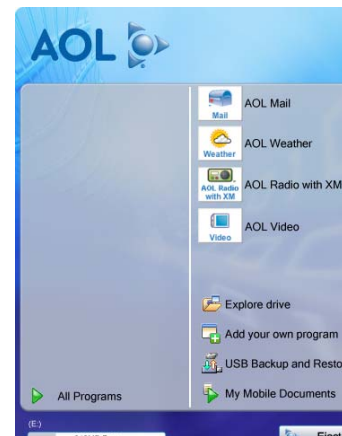 AOL
Mail
AOL Mail
Weather
AOL Weather
AOL Radio
with XM
AOL Radio with XM
Video
AOL Video
Explore drive
Add your own program
USB Backup and Resto
My Mobile Documents
All Programs
(E:)
Eject